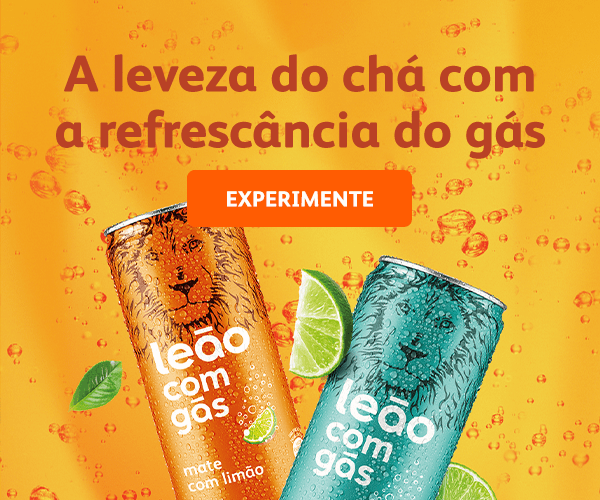 A leveza do chá com
a refrescância do gás
EXPERIMENTE
leão
com
gás
mate
com limão
leão
com
gás